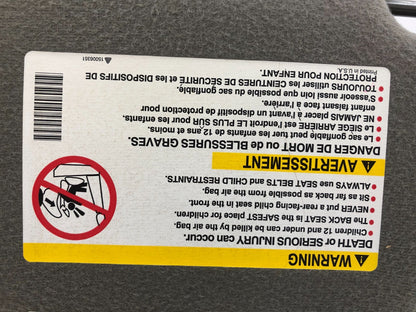 ⚠ WARNING
DEATH or SERIOUS INJURY can occur.
• Children 12 and under can be killed by the air bag.
• The BACK SEAT is the SAFEST place for children.
• NEVER put a rear-facing child seat in the front.
• Sit as far back as possible from the air bag.
• ALWAYS use SEAT BELTS and CHILD RESTRAINTS.
⚠ AVERTISSEMENT
DANGER DE MORT ou de BLESSURES GRAVES.
• Le sac gonflable peut tuer les enfants de 12 ans et moins.
• Le SIÈGE ARRIÈRE est l'endroit le PLUS SÛR pour les enfants.
• NE JAMAIS placer à l'avant un dispositif de protection pour
enfant faisant face à l'arrière.
• S'asseoir aussi loin que possible du sac gonflable.
• TOUJOURS utiliser LES CEINTURES DE SÉCURITÉ et les DISPOSITIFS DE
PROTECTION POUR ENFANT.
Printed in U.S.A.
15006351